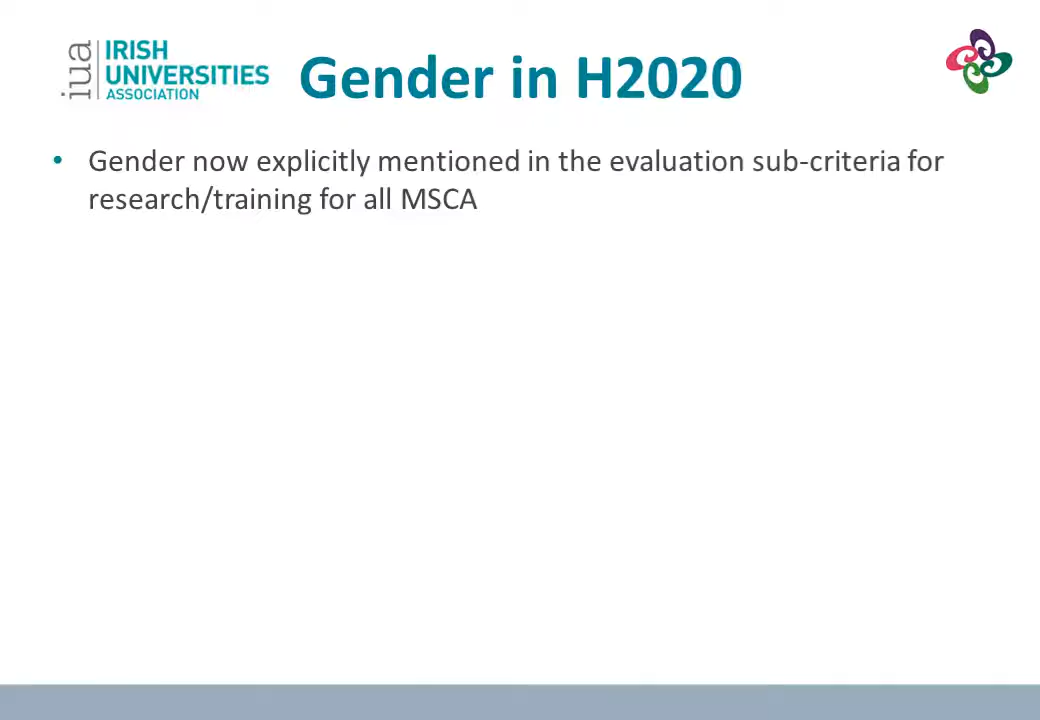 iua
IRISH
UNIVERSITIES
ASSOCIATION
Gender in H2020
• Gender now explicitly mentioned in the evaluation sub-criteria for
research/training for all MSCA